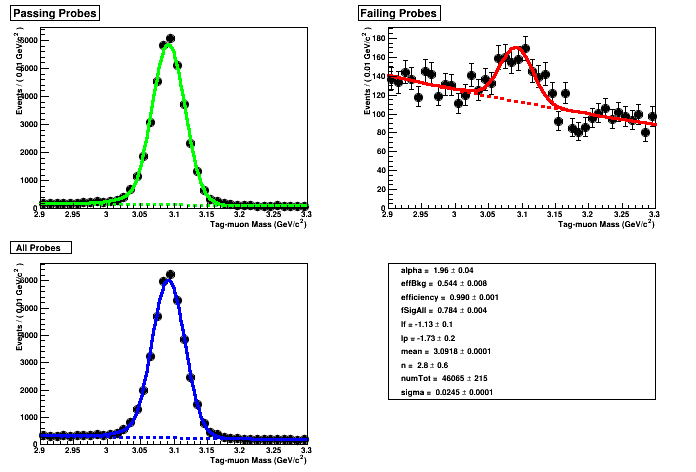 Passing Probes
Events / ( 0.01 GeV/c² )
5000
4000
3000
2000
1000
0
2.9 2.95 3 3.05 3.1 3.15 3.2 3.25 3.3
Tag-muon Mass (GeV/c²)
Failing Probes
Events / ( 0.01 GeV/c² )
180
160
140
120
100
80
60
40
20
0
2.9 2.95 3 3.05 3.1 3.15 3.2 3.25 3.3
Tag-muon Mass (GeV/c²)
All Probes
Events / ( 0.01 GeV/c² )
6000
5000
4000
3000
2000
1000
0
2.9 2.95 3 3.05 3.1 3.15 3.2 3.25 3.3
Tag-muon Mass (GeV/c²)
alpha = 1.96 ± 0.04
effBkg = 0.544 ± 0.008
efficiency = 0.990 ± 0.001
fSigAll = 0.784 ± 0.004
lf = -1.13 ± 0.1
lp = -1.73 ± 0.2
mean = 3.0918 ± 0.0001
n = 2.8 ± 0.6
numTot = 46065 ± 215
sigma = 0.0245 ± 0.0001